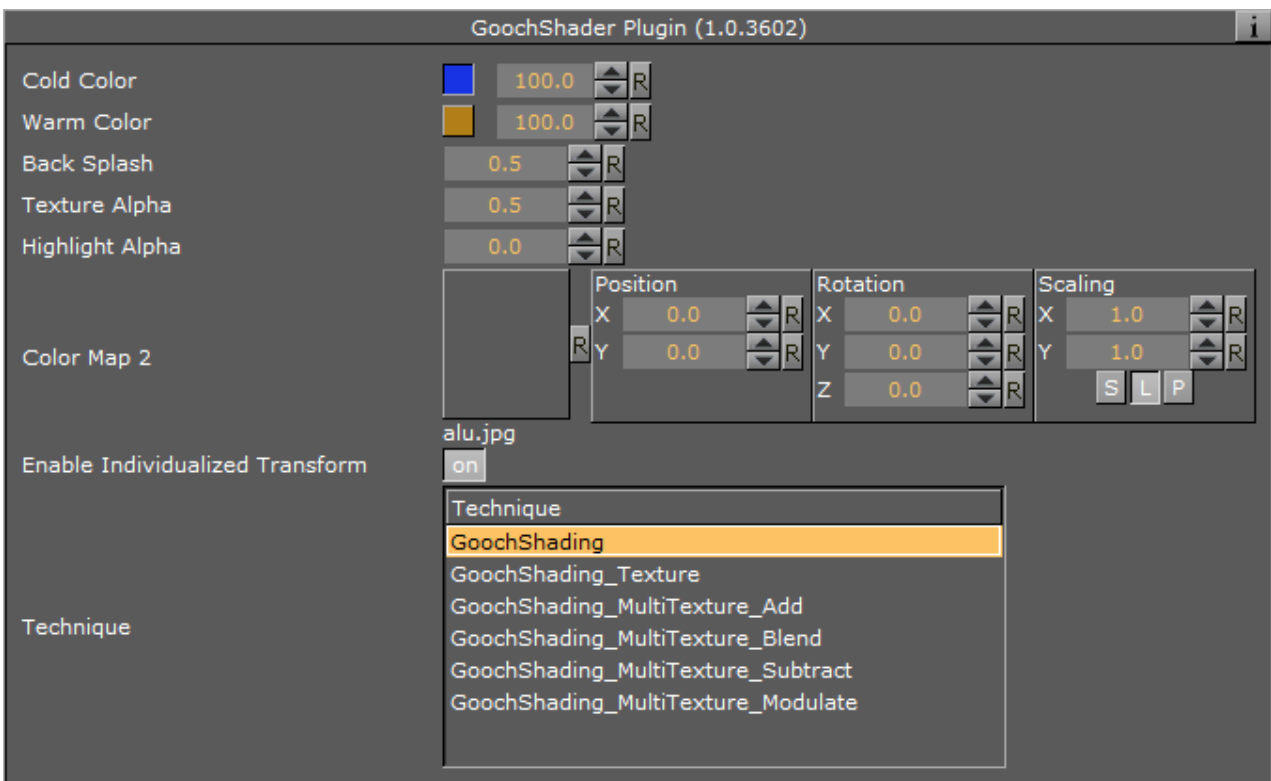 GoochShader Plugin (1.0.3602) i
Cold Color 100.0 R
Warm Color 100.0 R
Back Splash 0.5 R
Texture Alpha 0.5 R
Highlight Alpha 0.0 R
Position Rotation Scaling
X 0.0 R X 0.0 R X 1.0 R
Color Map 2 R Y 0.0 R Y 0.0 R Y 1.0 R
Z 0.0 R S L P
alu.jpg
Enable Individualized Transform on
Technique
GoochShading
GoochShading_Texture
GoochShading_MultiTexture_Add
Technique GoochShading_MultiTexture_Blend
GoochShading_MultiTexture_Subtract
GoochShading_MultiTexture_Modulate